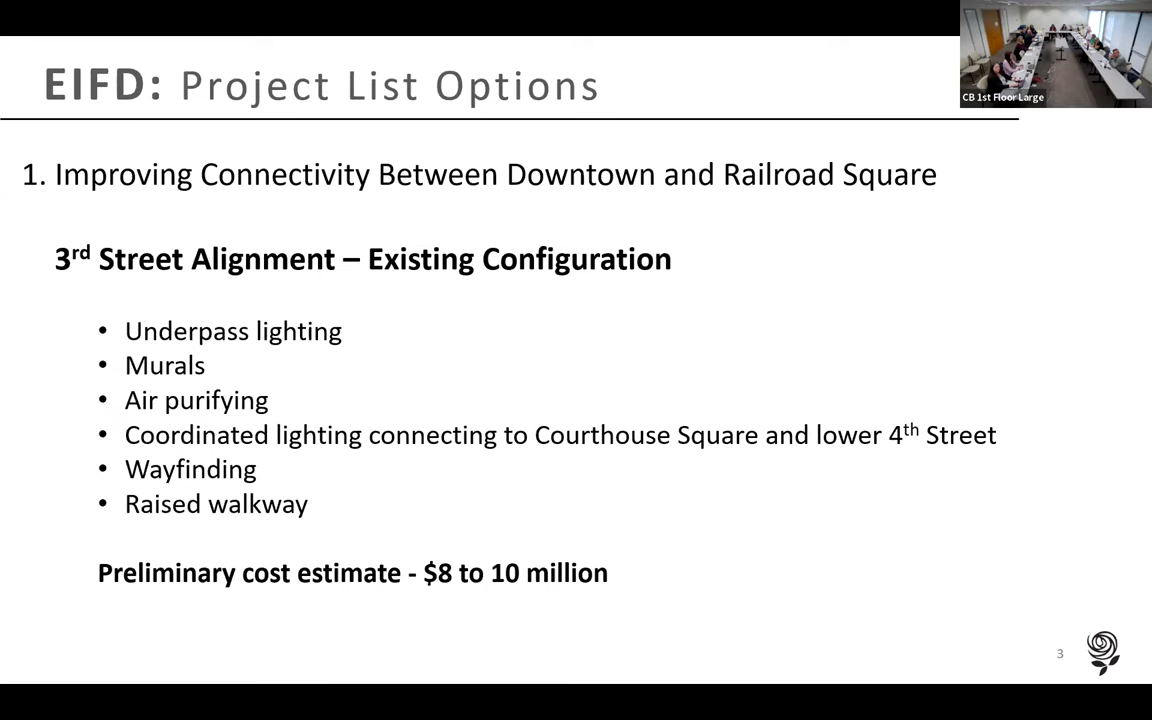 EIFD: Project List Options
CB 1st Floor Large
1. Improving Connectivity Between Downtown and Railroad Square
3rd Street Alignment – Existing Configuration
• Underpass lighting
• Murals
• Air purifying
• Coordinated lighting connecting to Courthouse Square and lower 4th Street
• Wayfinding
• Raised walkway
Preliminary cost estimate - $8 to 10 million
3